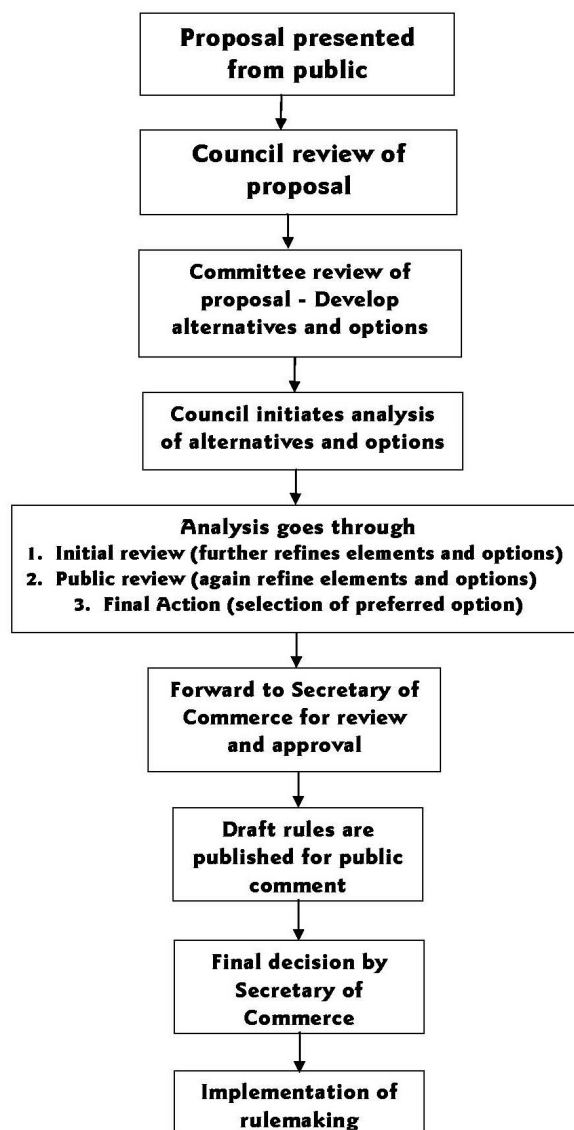 Proposal presented
from public
Council review of
proposal
Committee review of
proposal - Develop
alternatives and options
Council initiates analysis
of alternatives and options
Analysis goes through
1. Initial review (further refines elements and options)
2. Public review (again refine elements and options)
3. Final Action (selection of preferred option)
Forward to Secretary of
Commerce for review
and approval
Draft rules are
published for public
comment
Final decision by
Secretary of
Commerce
Implementation of
rulemaking